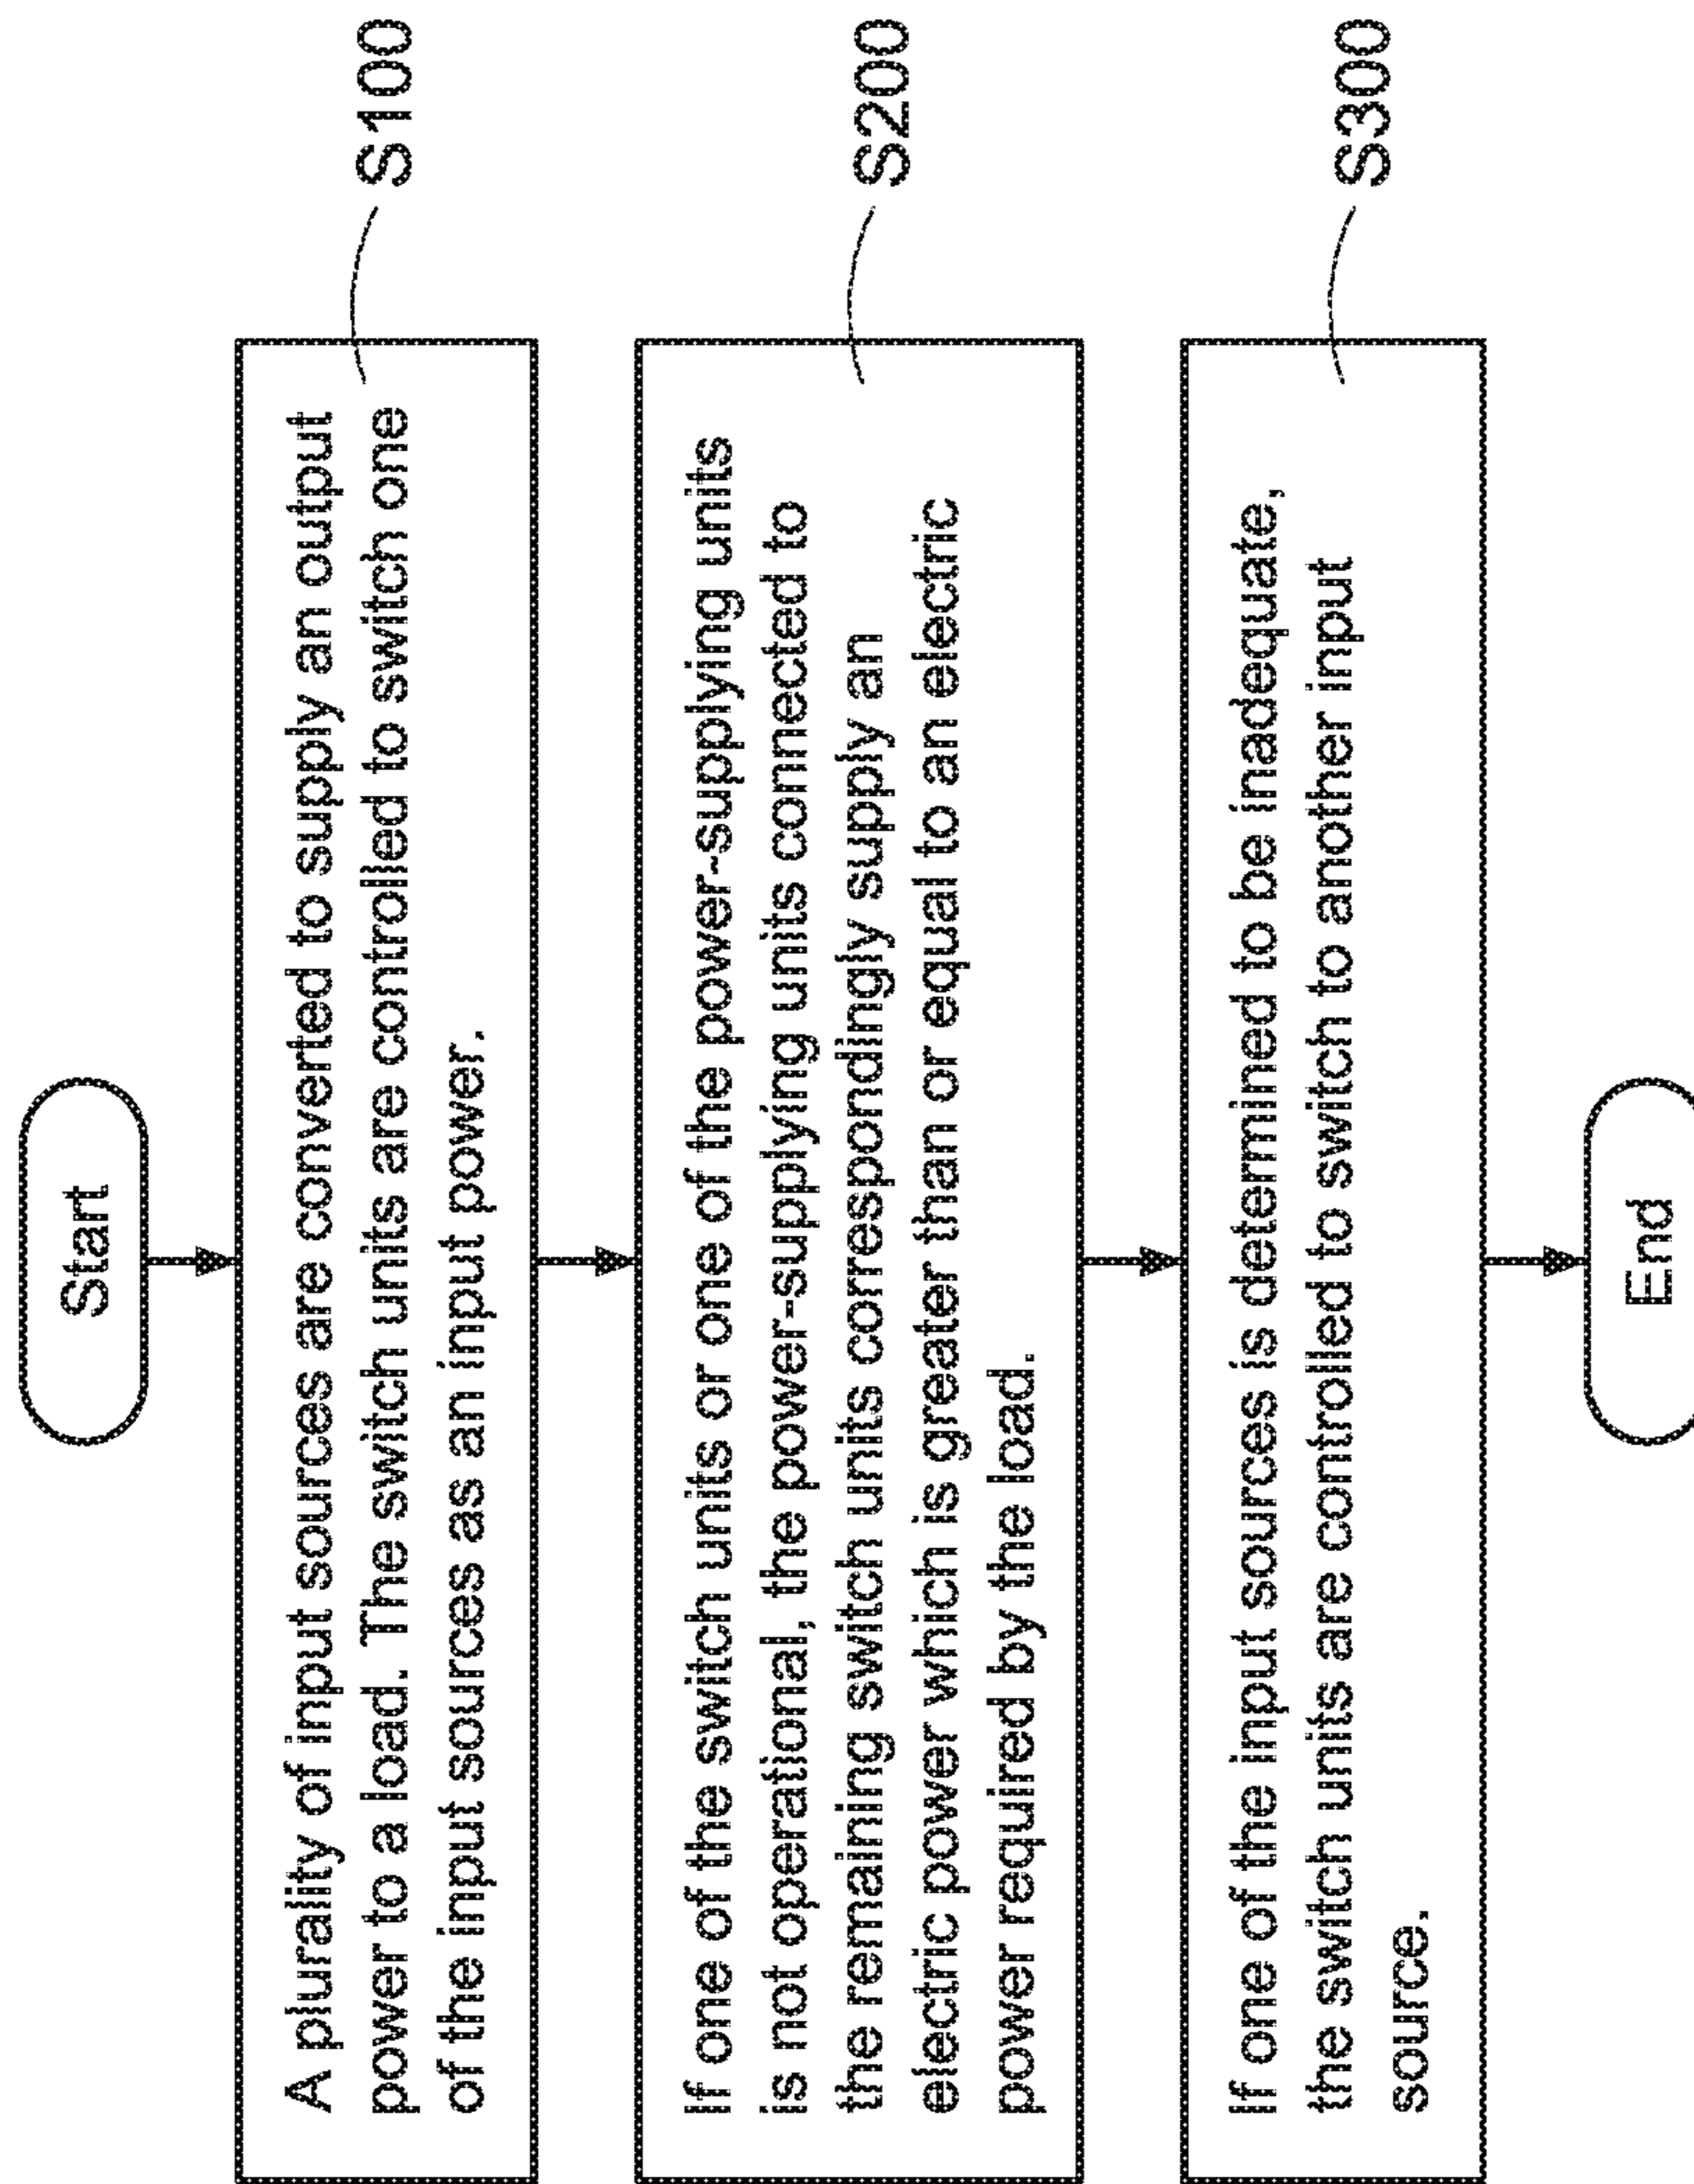 Start
A plurality of input sources are converted to supply an output
power to a load. The switch units are controlled to switch one
of the input sources as an input power.
S100
If one of the switch units or one of the power-supplying units
is not operational, the power-supplying units connected to
the remaining switch units correspondingly supply an
electric power which is greater than or equal to an electric
power required by the load.
S200
If one of the input sources is determined to be inadequate,
the switch units are controlled to switch to another input
source.
S300
End